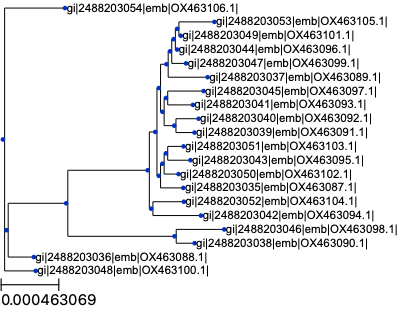 gi|2488203054|emb|OX463106.1|
gi|2488203053|emb|OX463105.1|
gi|2488203049|emb|OX463101.1|
gi|2488203044|emb|OX463096.1|
gi|2488203047|emb|OX463099.1|
gi|2488203037|emb|OX463089.1|
gi|2488203045|emb|OX463097.1|
gi|2488203041|emb|OX463093.1|
gi|2488203040|emb|OX463092.1|
gi|2488203039|emb|OX463091.1|
gi|2488203051|emb|OX463103.1|
gi|2488203043|emb|OX463095.1|
gi|2488203050|emb|OX463102.1|
gi|2488203035|emb|OX463087.1|
gi|2488203052|emb|OX463104.1|
gi|2488203042|emb|OX463094.1|
gi|2488203046|emb|OX463098.1|
gi|2488203038|emb|OX463090.1|
gi|2488203036|emb|OX463088.1|
gi|2488203048|emb|OX463100.1|
0.000463069